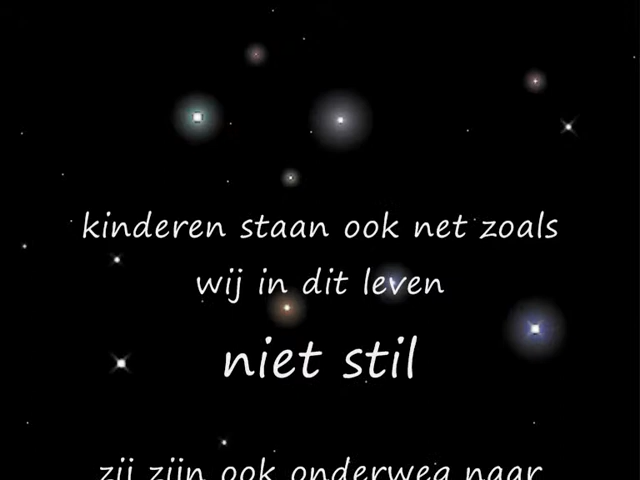 kinderen staan ook net zoals
wij in dit leven
niet stil
zij zijn ook onderweg naar